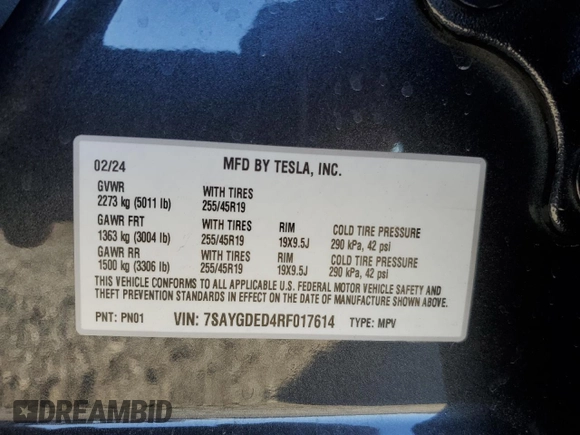 02/24 MFD BY TESLA, INC.
GVWR WITH TIRES
2273 kg (5011 lb) 255/45R19
GAWR FRT WITH TIRES RIM COLD TIRE PRESSURE
1363 kg (3004 lb) 255/45R19 19X9.5J 290 kPa, 42 psi
GAWR RR WITH TIRES RIM COLD TIRE PRESSURE
1500 kg (3306 lb) 255/45R19 19X9.5J 290 kPa, 42 psi
THIS VEHICLE CONFORMS TO ALL APPLICABLE U.S. FEDERAL MOTOR VEHICLE SAFETY AND
THEFT PREVENTION STANDARDS IN EFFECT ON THE DATE OF MANUFACTURE SHOWN ABOVE.
PNT: PN01 VIN: 7SAYGDED4RF017614 TYPE: MPV
DREAMBID